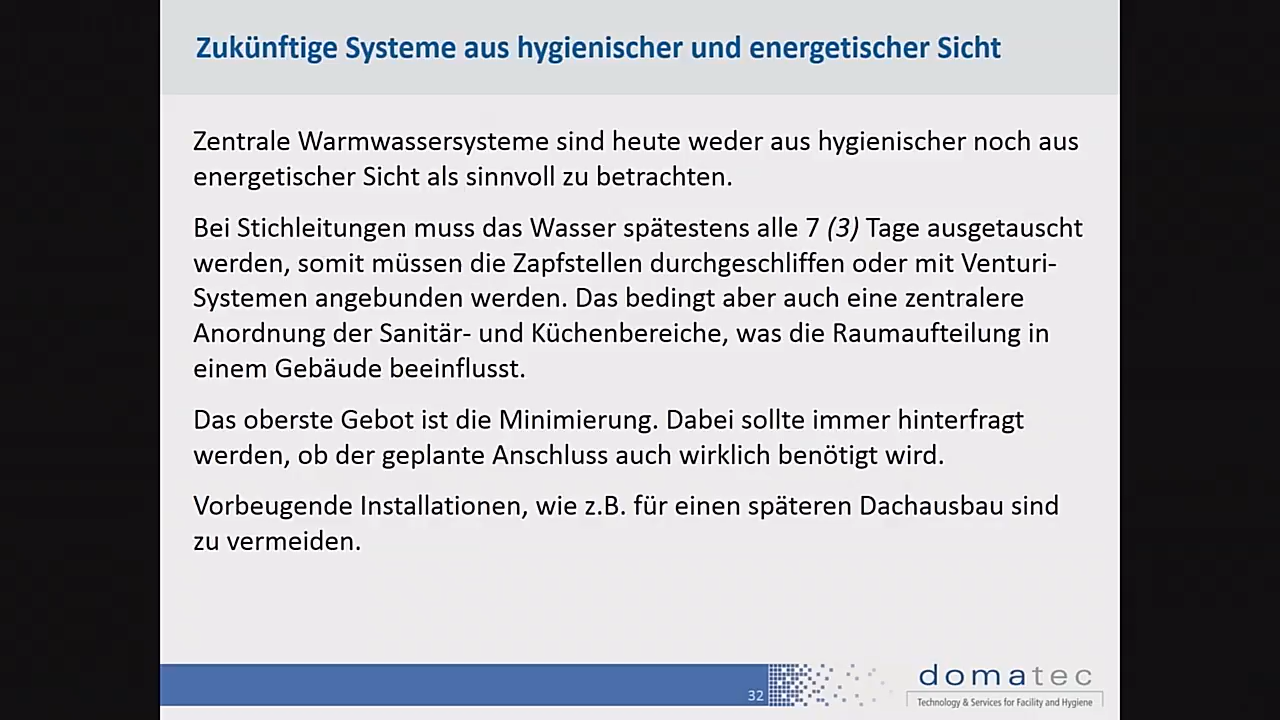 Zukünftige Systeme aus hygienischer und energetischer Sicht
Zentrale Warmwassersysteme sind heute weder aus hygienischer noch aus
energetischer Sicht als sinnvoll zu betrachten.
Bei Stichleitungen muss das Wasser spätestens alle 7 (3) Tage ausgetauscht
werden, somit müssen die Zapfstellen durchgeschliffen oder mit Venturi-
Systemen angebunden werden. Das bedingt aber auch eine zentralere
Anordnung der Sanitär- und Küchenbereiche, was die Raumaufteilung in
einem Gebäude beeinflusst.
Das oberste Gebot ist die Minimierung. Dabei sollte immer hinterfragt
werden, ob der geplante Anschluss auch wirklich benötigt wird.
Vorbeugende Installationen, wie z.B. für einen späteren Dachausbau sind
zu vermeiden.
32
domatec
Technology & Services for Facility and Hygiene